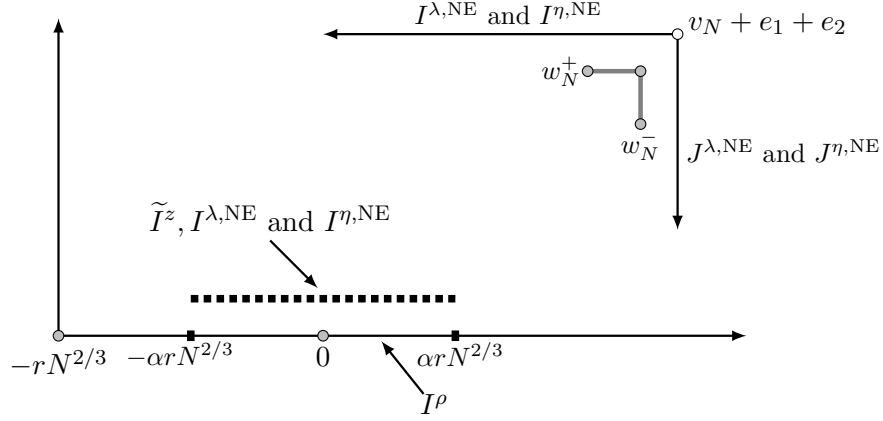 I^{λ,NE} and I^{η,NE}
v_N + e_1 + e_2
w_N^+
w_N^-
J^{λ,NE} and J^{η,NE}
Ĩ^z, I^{λ,NE} and I^{η,NE}
−rN^{2/3}
−αrN^{2/3}
0
αrN^{2/3}
I^ρ